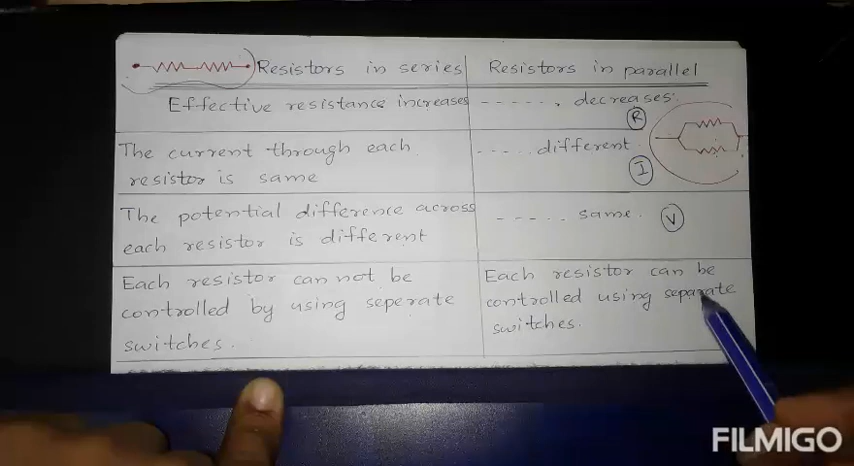 Resistors in series
Resistors in parallel
Effective resistance increases
------, decreases.
R
The current through each
resistor is same
----- different.
I
The potential difference across
each resistor is different
----- same.
V
Each resistor can not be
controlled by using seperate
switches.
Each resistor can be
controlled using separate
switches.
FILMIGO